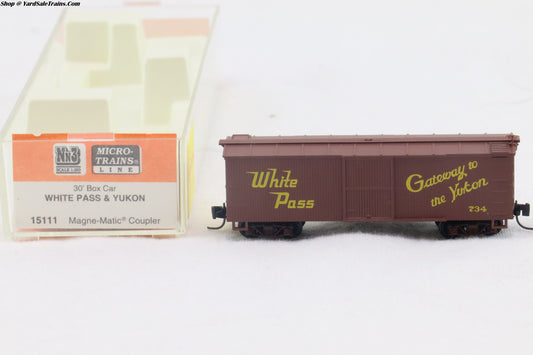 Shop @ YardSaleTrains.Com
Nn3
MICRO-
TRAINS®
LINE
30' Box Car
WHITE PASS & YUKON
15111 Magne-Matic® Coupler
White
Pass
Gateway to
the Yukon
734